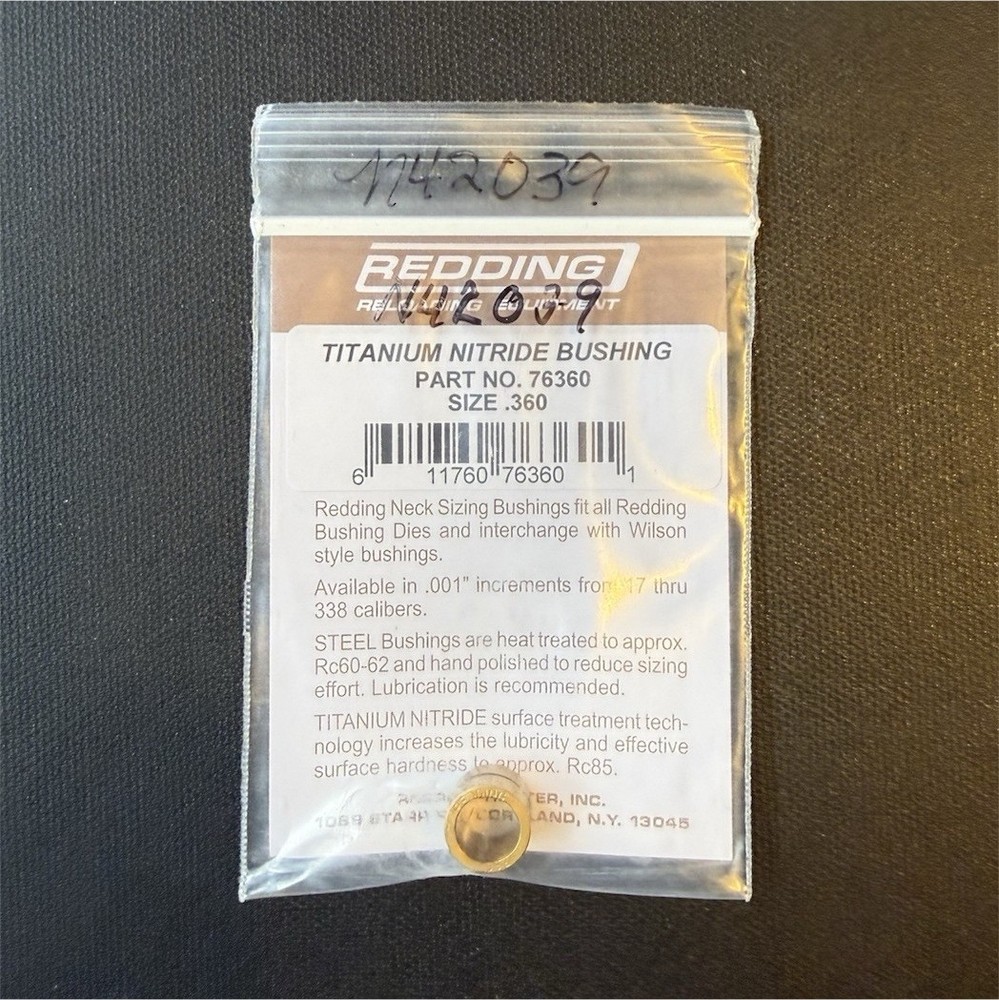 N42039
REDDING
RELOADING EQUIPMENT
N42039
TITANIUM NITRIDE BUSHING
PART NO. 76360
SIZE .360
6 11760 76360 1
Redding Neck Sizing Bushings fit all Redding
Bushing Dies and interchange with Wilson
style bushings.
Available in .001" increments from 17 thru
338 calibers.
STEEL Bushings are heat treated to approx.
Rc60-62 and hand polished to reduce sizing
effort. Lubrication is recommended.
TITANIUM NITRIDE surface treatment tech-
nology increases the lubricity and effective
surface hardness to approx. Rc85.
INC.
N.Y. 13045